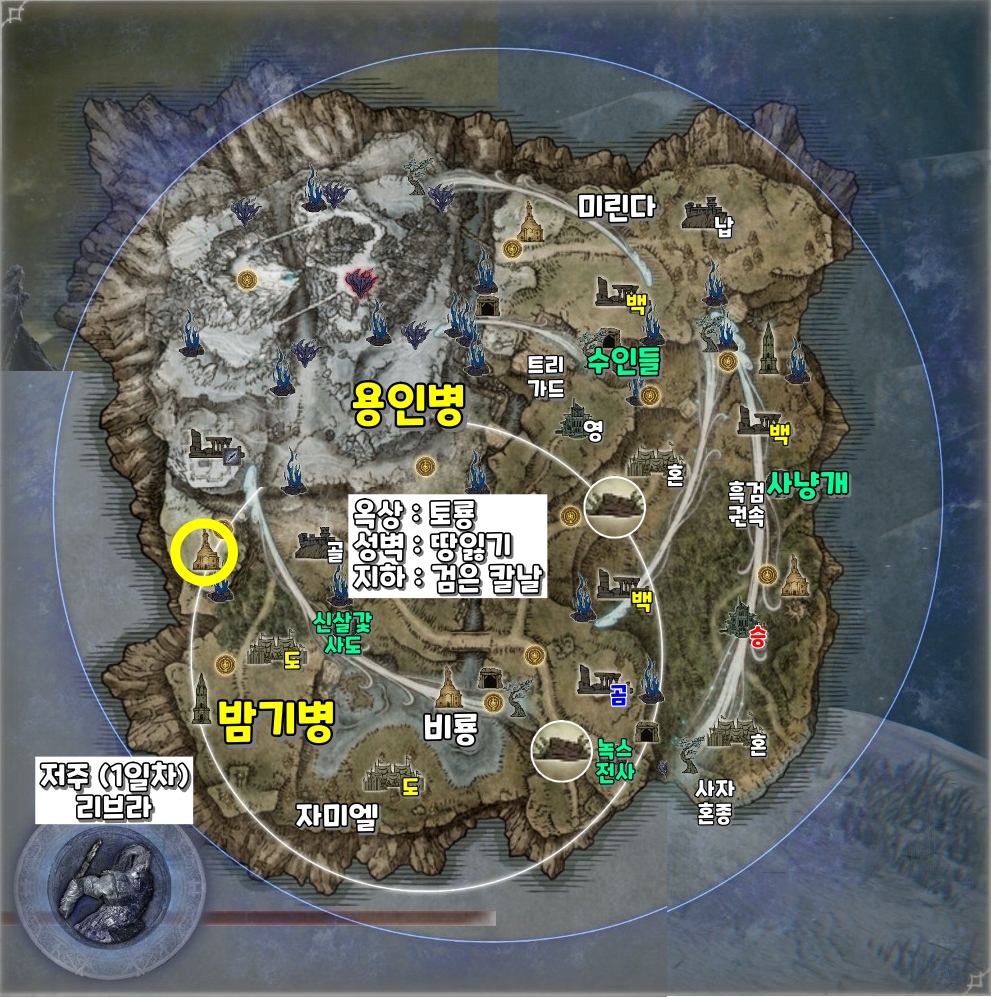 미린다
납
백
트리
가드
수인들
용인병
영
백
혼
흑검
권속
사냥개
옥상 : 토룡
성벽 : 땅잃기
지하 : 검은 칼날
골
백
신살갗
사도
승
도
곰
밤기병
비룡
녹스
전사
혼
저주 (1일차)
리브라
도
자미엘
사자
혼종